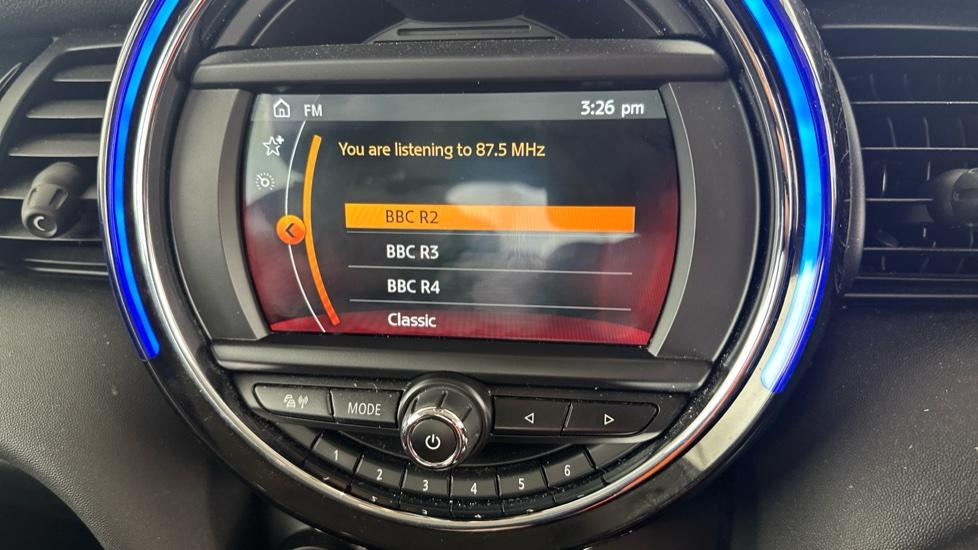 FM
3:26 pm
You are listening to 87.5 MHz
BBC R2
BBC R3
BBC R4
Classic
MODE
1
2
3
4
5
6